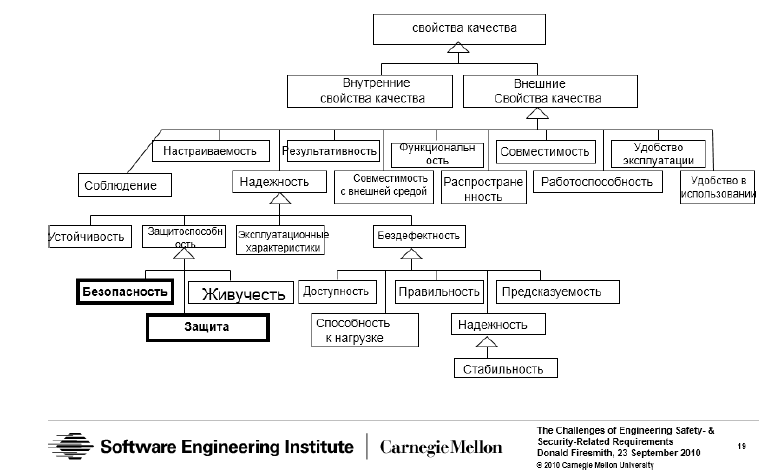 свойства качества
Внутренние
свойства качества
Внешние
Свойства качества
Настраиваемость
Результативность
Функциональн
ость
Совместимость
Удобство
эксплуатации
Соблюдение
Надежность
Совместимость
с внешней средой
Распростране
нность
Работоспособность
Удобство в
использовании
Устойчивость
Защитоспособн
ость
Эксплуатационные
характеристики
Бездефектность
Безопасность
Живучесть
Доступность
Правильность
Предсказуемость
Защита
Способность
к нагрузке
Надежность
Стабильность
Software Engineering Institute
Carnegie Mellon
The Challenges of Engineering Safety- &
Security-Related Requirements
Donald Firesmith, 23 September 2010
© 2010 Carnegie Mellon University
19